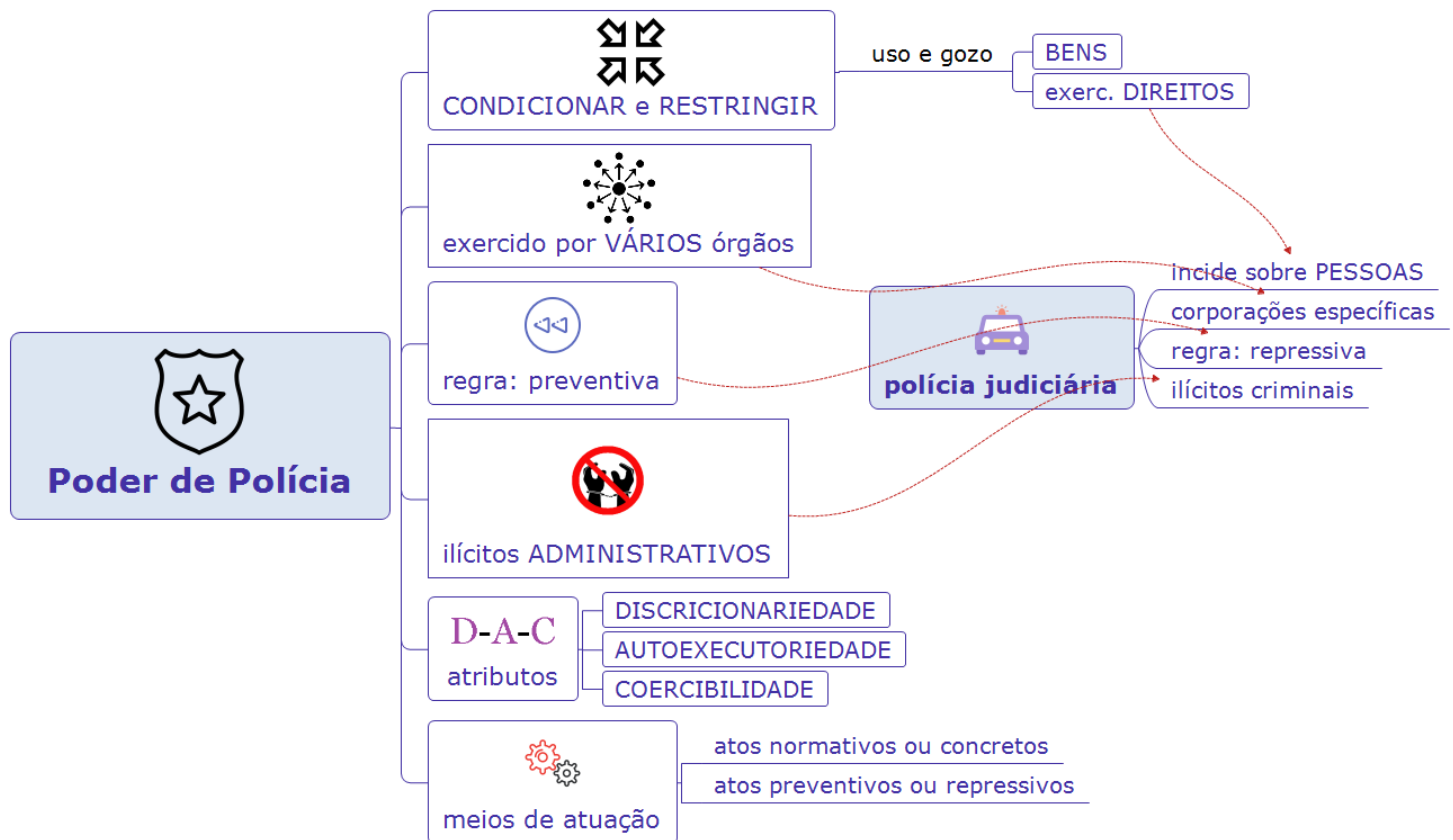 CONDICIONAR e RESTRINGIR
uso e gozo
BENS
exerc. DIREITOS
exercido por VÁRIOS órgãos
regra: preventiva
Poder de Polícia
polícia judiciária
incide sobre PESSOAS
corporações específicas
regra: repressiva
ilícitos criminais
ilícitos ADMINISTRATIVOS
D-A-C
atributos
DISCRICIONARIEDADE
AUTOEXECUTORIEDADE
COERCIBILIDADE
meios de atuação
atos normativos ou concretos
atos preventivos ou repressivos